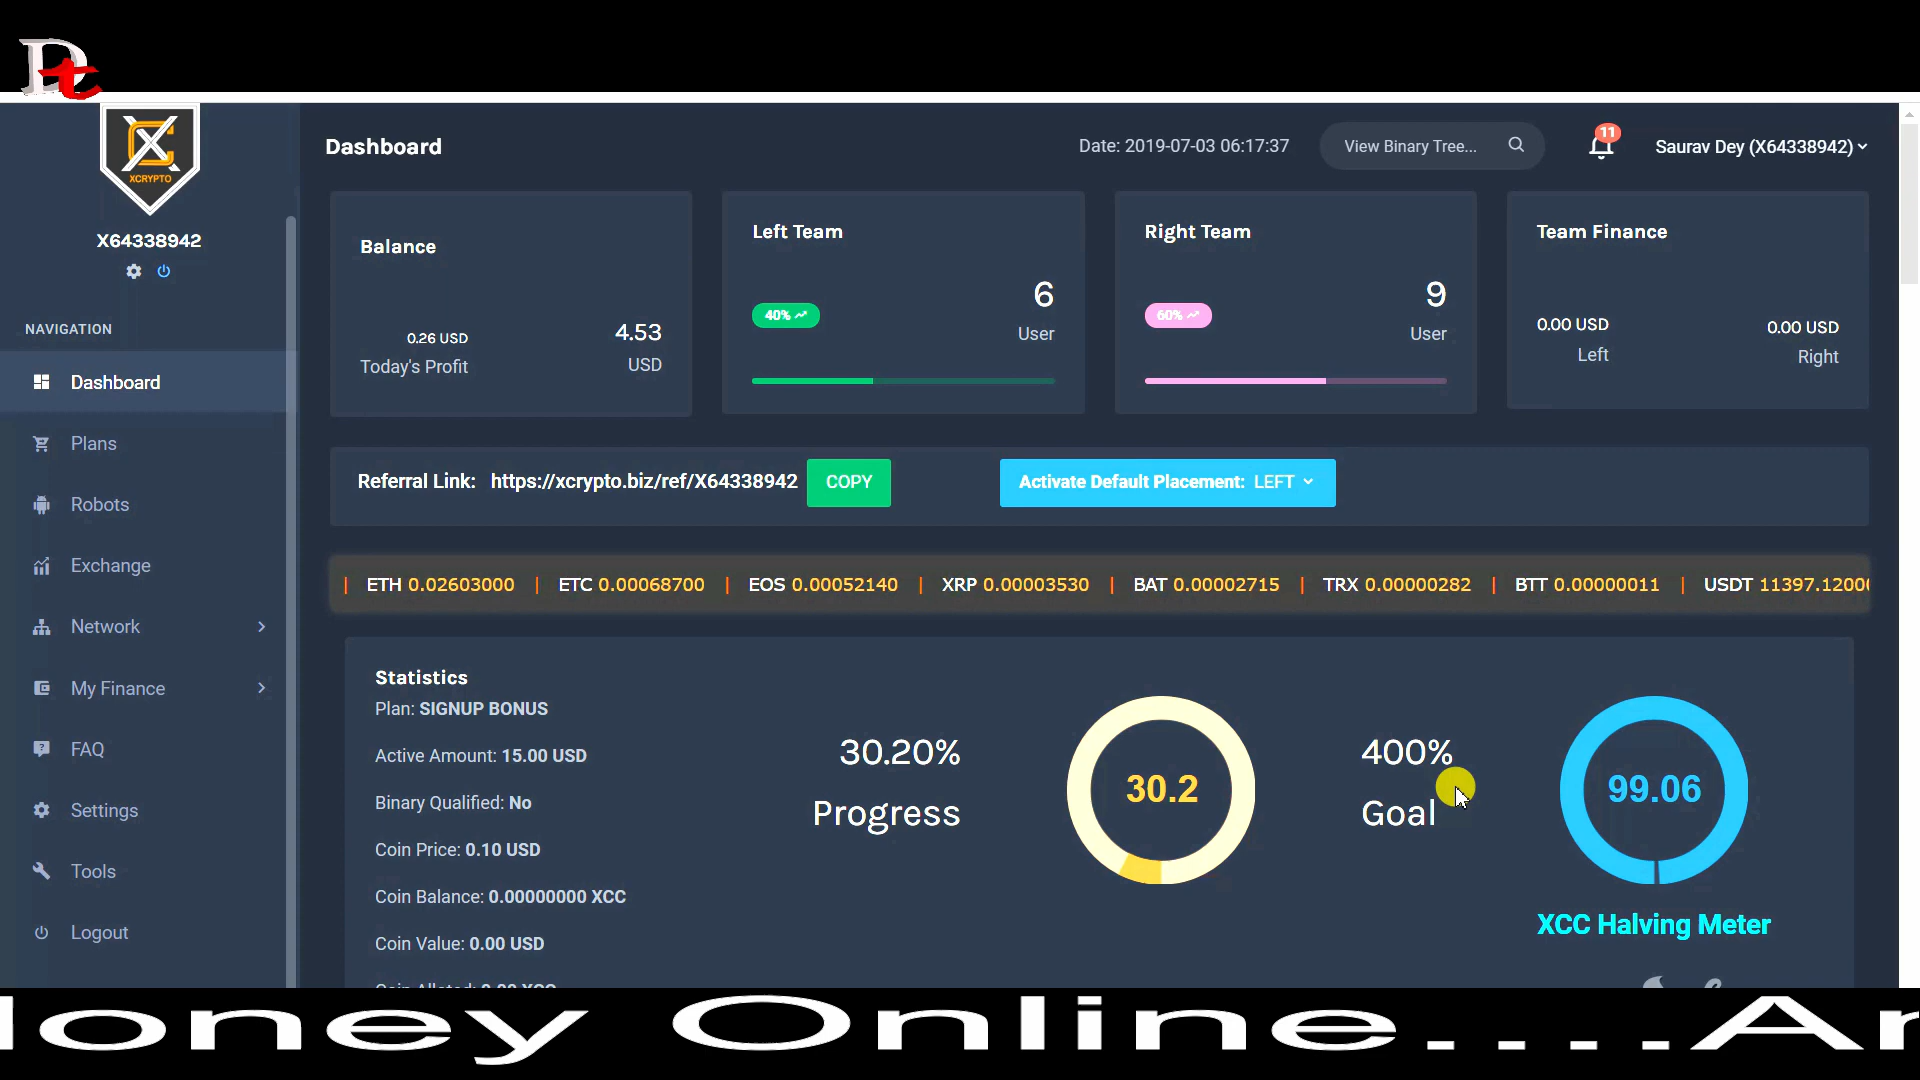 Dt
XCRYPTO
X64338942
NAVIGATION
Dashboard
Plans
Robots
Exchange
Network
My Finance
FAQ
Settings
Tools
Logout
Dashboard
Date: 2019-07-03 06:17:37
View Binary Tree...
11
Saurav Dey (X64338942)
Balance
0.26 USD
Today's Profit
4.53
USD
Left Team
40%
6
User
Right Team
60%
9
User
Team Finance
0.00 USD
Left
0.00 USD
Right
Referral Link: https://xcrypto.biz/ref/X64338942 COPY
Activate Default Placement: LEFT
| ETH 0.02603000 | ETC 0.00068700 | EOS 0.00052140 | XRP 0.00003530 | BAT 0.00002715 | TRX 0.00000282 | BTT 0.00000011 | USDT 11397.1200
Statistics
Plan: SIGNUP BONUS
Active Amount: 15.00 USD
Binary Qualified: No
Coin Price: 0.10 USD
Coin Balance: 0.00000000 XCC
Coin Value: 0.00 USD
30.20%
Progress
30.2
400%
Goal
99.06
XCC Halving Meter
oney Online....Ar